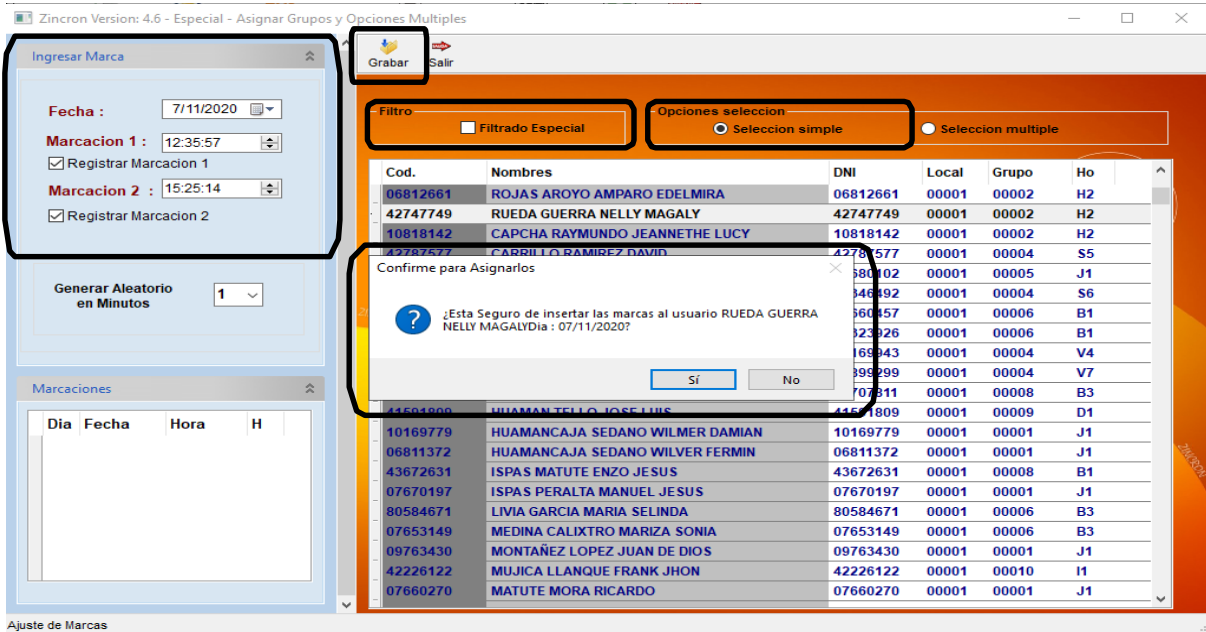 Zincron Version: 4.6 - Especial - Asignar Grupos y Opciones Multiples
Ingresar Marca
Fecha : 7/11/2020
Marcacion 1 : 12:35:57
Registrar Marcacion 1
Marcacion 2 : 15:25:14
Registrar Marcacion 2
Generar Aleatorio
en Minutos
1
Marcaciones
Dia Fecha Hora H
Grabar Salir
Filtro
Filtrado Especial
Opciones seleccion
Seleccion simple Seleccion multiple
Cod. Nombres DNI Local Grupo Ho
06812661 ROJAS AROYO AMPARO EDELMIRA 06812661 00001 00002 H2
42747749 RUEDA GUERRA NELLY MAGALY 42747749 00001 00002 H2
10818142 CAPCHA RAYMUNDO JEANNETHE LUCY 10818142 00001 00002 H2
42787577 CARRILLO RAMIREZ DAVID 42787577 00001 00004 S5
00001 00005 J1
00001 00004 S6
00001 00006 B1
00001 00006 B1
00001 00004 V4
00001 00004 V7
00001 00008 B3
Confirme para Asignarlos
¿Esta Seguro de insertar las marcas al usuario RUEDA GUERRA
NELLY MAGALYDia : 07/11/2020?
Sí No
41591809 HUAMAN TELLO JOSE LUIS 41591809 00001 00009 D1
10169779 HUAMANCAJA SEDANO WILMER DAMIAN 10169779 00001 00001 J1
06811372 HUAMANCAJA SEDANO WILVER FERMIN 06811372 00001 00001 J1
43672631 ISPAS MATUTE ENZO JESUS 43672631 00001 00008 B1
07670197 ISPAS PERALTA MANUEL JESUS 07670197 00001 00001 J1
80584671 LIVIA GARCIA MARIA SELINDA 80584671 00001 00006 B3
07653149 MEDINA CALIXTRO MARIZA SONIA 07653149 00001 00006 B3
09763430 MONTAÑEZ LOPEZ JUAN DE DIOS 09763430 00001 00001 J1
42226122 MUJICA LLANQUE FRANK JHON 42226122 00001 00010 I1
07660270 MATUTE MORA RICARDO 07660270 00001 00001 J1
Ajuste de Marcas